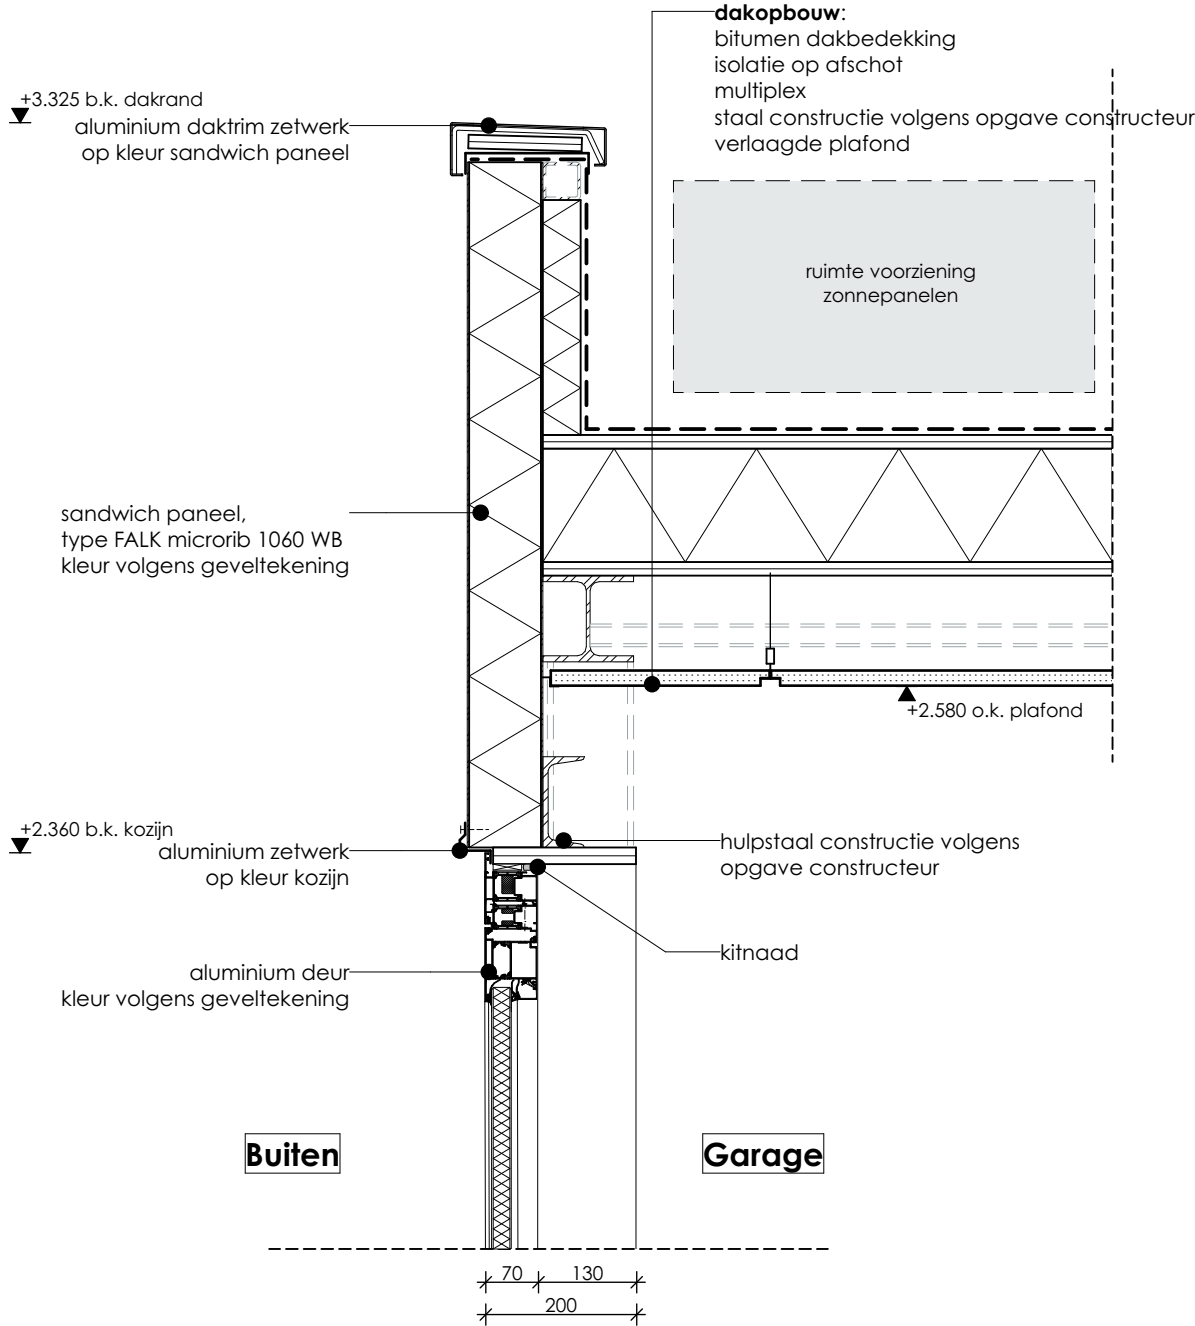 dakopbouw:
bitumen dakbedekking
isolatie op afschot
multiplex
staal constructie volgens opgave constructeur
verlaagde plafond
+3.325 b.k. dakrand
aluminium daktrim zetwerk
op kleur sandwich paneel
ruimte voorziening
zonnepanelen
sandwich paneel,
type FALK microrib 1060 WB
kleur volgens geveltekening
+2.580 o.k. plafond
+2.360 b.k. kozijn
aluminium zetwerk
op kleur kozijn
hulpstaal constructie volgens
opgave constructeur
kitnaad
aluminium deur
kleur volgens geveltekening
Buiten
Garage
70
130
200